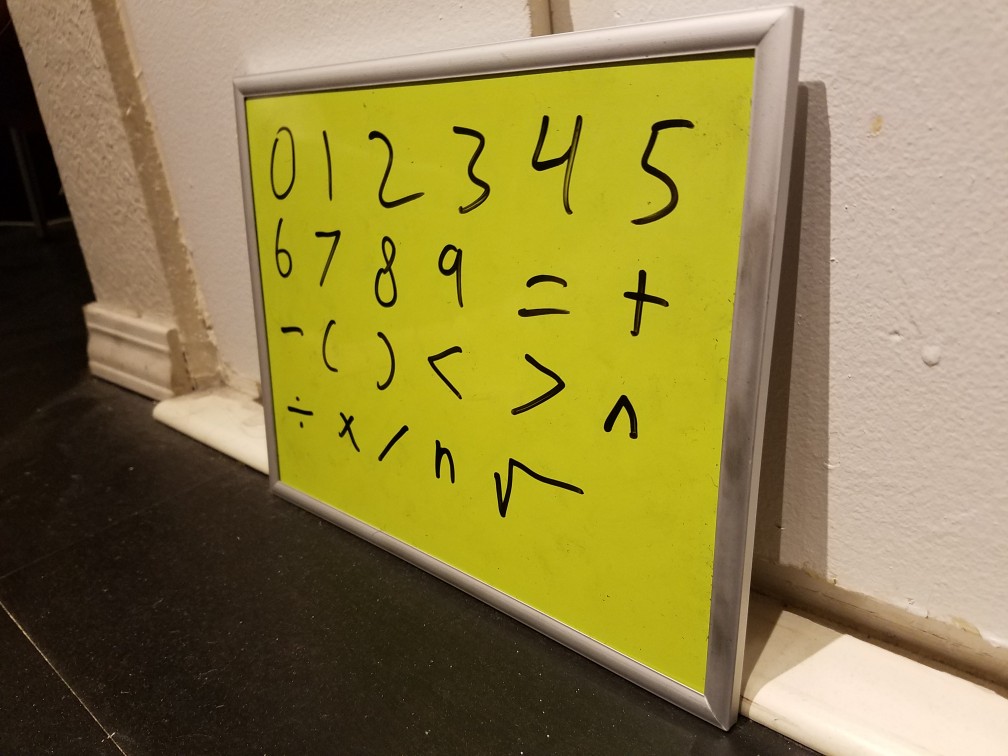 0 1 2 3 4 5
6 7 8 9 = +
- ( ) < > ^
÷ x / n √